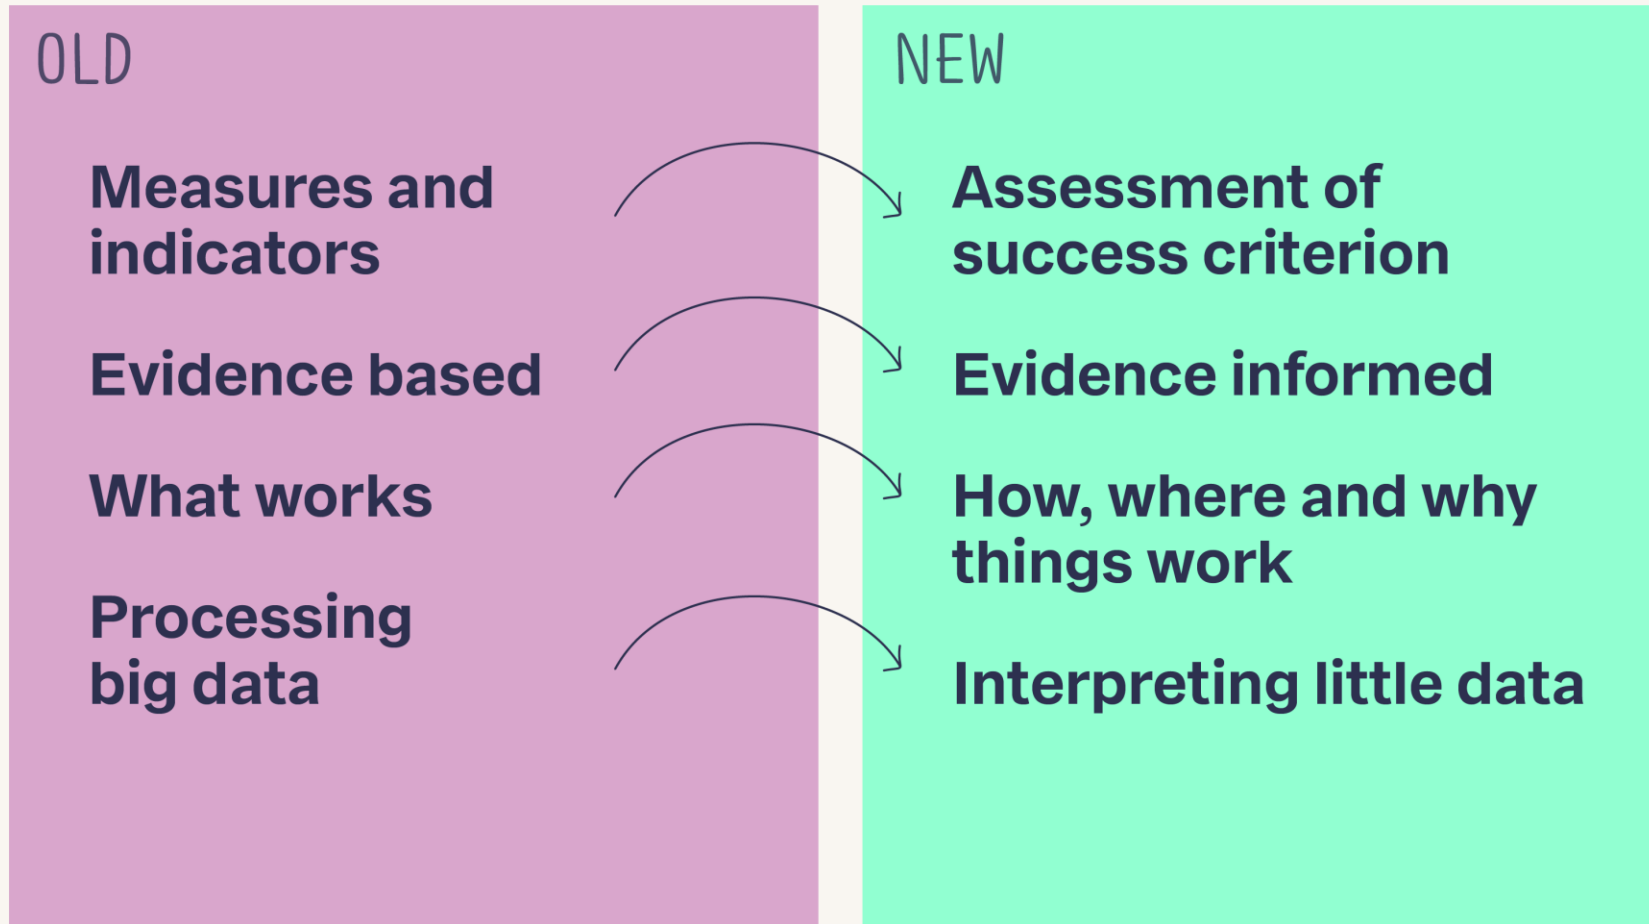 OLD
Measures and
indicators
Evidence based
What works
Processing
big data
NEW
Assessment of
success criterion
Evidence informed
How, where and why
things work
Interpreting little data